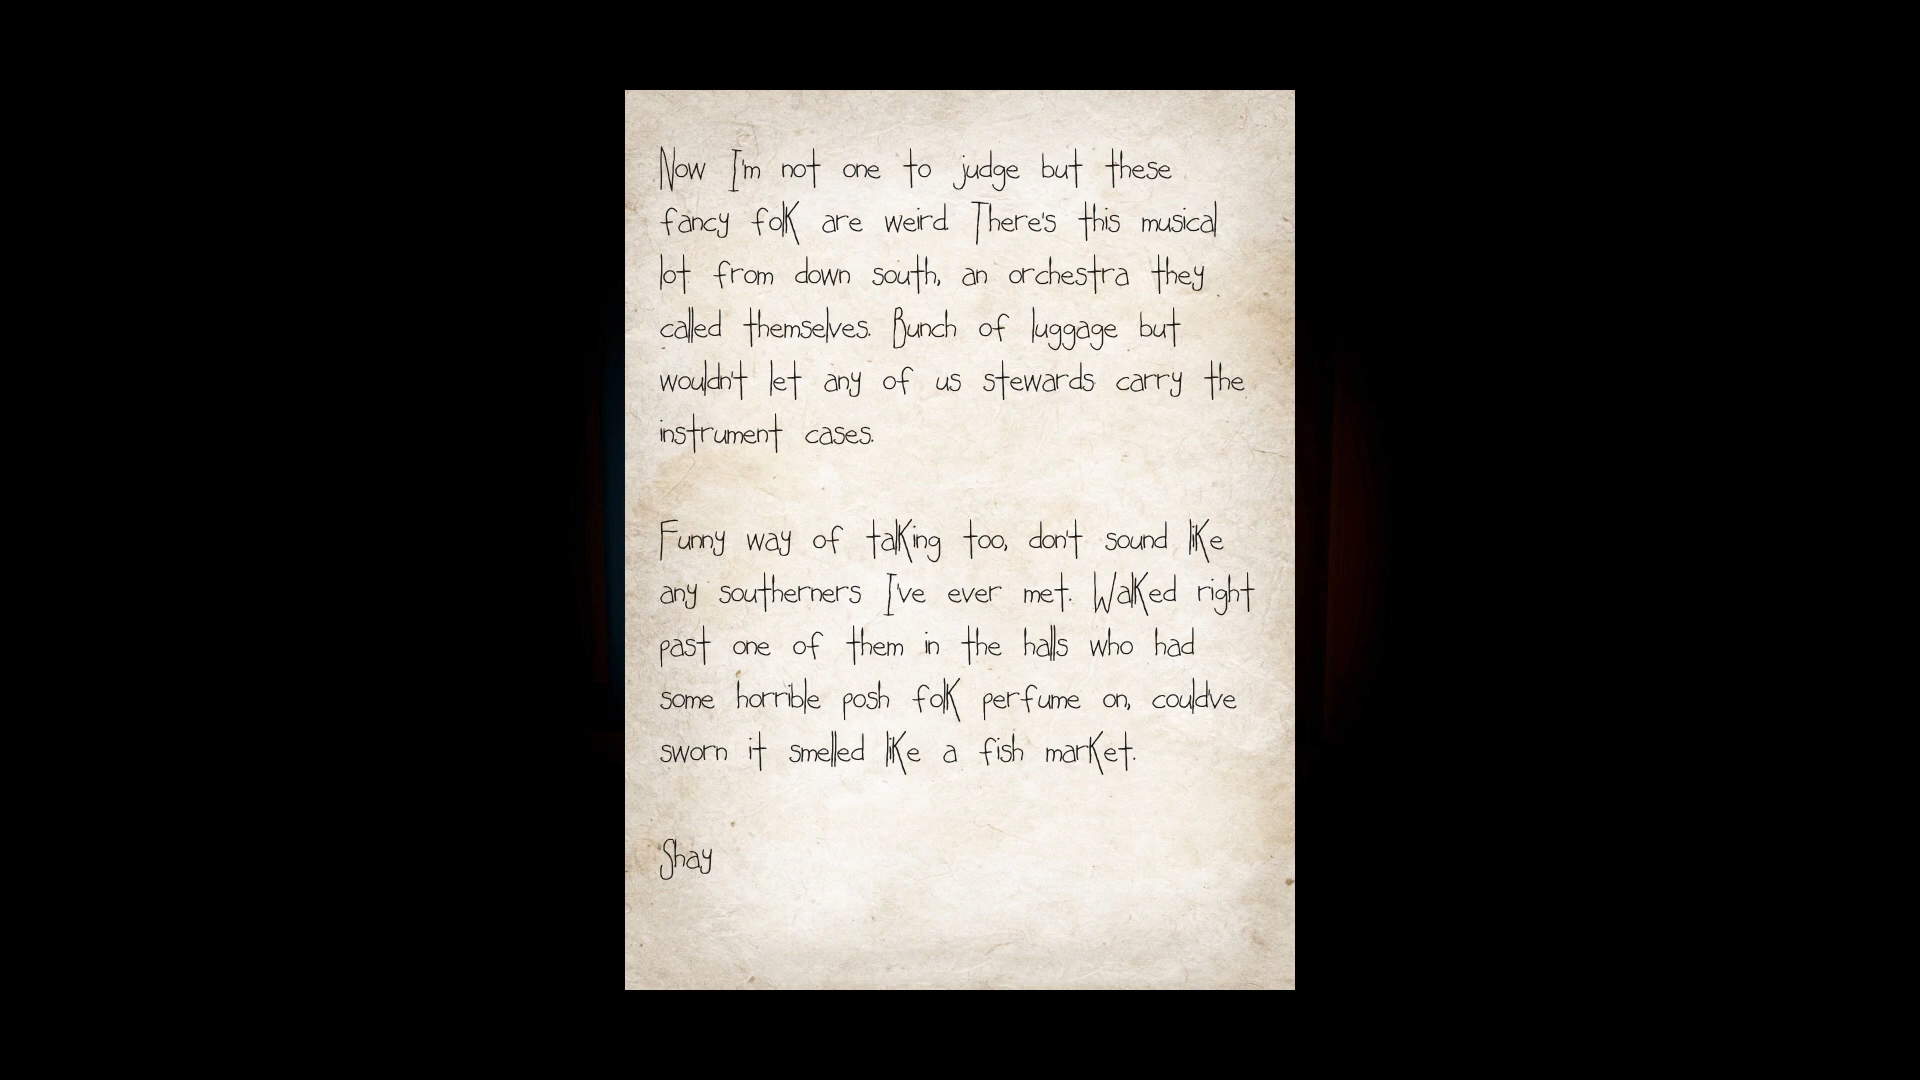 Now I'm not one to judge but these
fancy folk are weird. There's this musical
lot from down south, an orchestra they
called themselves. Bunch of luggage but
wouldn't let any of us stewards carry the
instrument cases.
Funny way of talking too, don't sound like
any southerners I've ever met. Walked right
past one of them in the halls who had
some horrible posh folk perfume on, could've
sworn it smelled like a fish market.
Shay